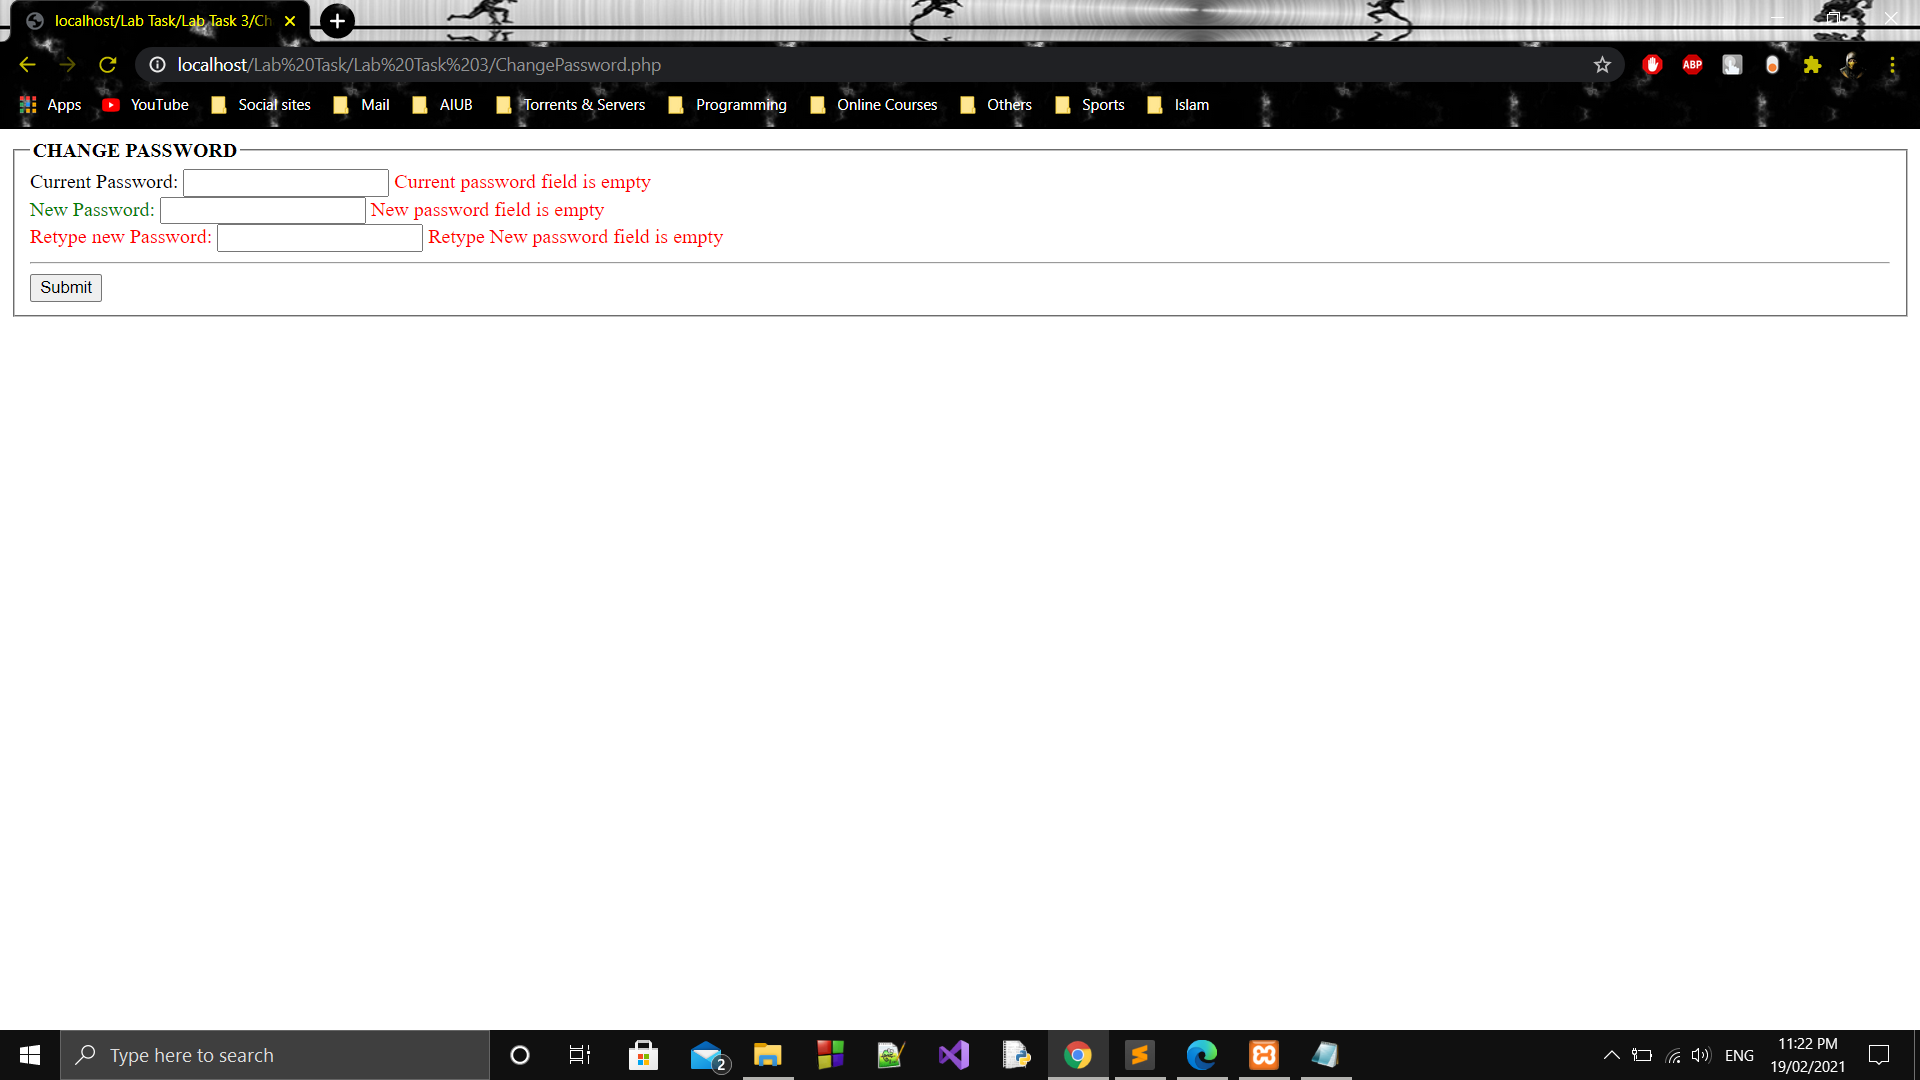 localhost/Lab Task/Lab Task 3/Ch
localhost/Lab%20Task/Lab%20Task%203/ChangePassword.php
ABP
Apps YouTube Social sites Mail AIUB Torrents & Servers Programming Online Courses Others Sports Islam
CHANGE PASSWORD
Current Password: Current password field is empty
New Password: New password field is empty
Retype new Password: Retype New password field is empty
Submit
Type here to search
2
ENG
11:22 PM
19/02/2021